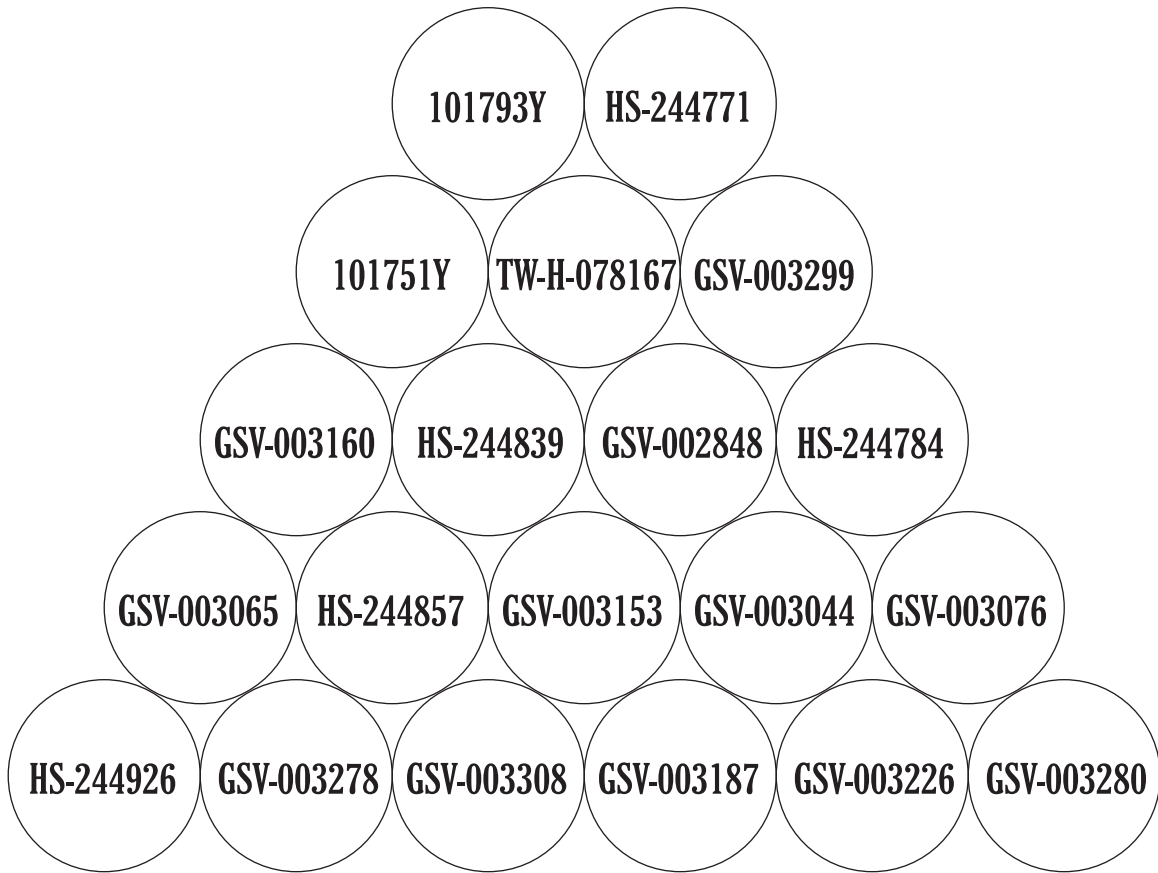 101793Y HS-244771
101751Y TW-H-078167 GSV-003299
GSV-003160 HS-244839 GSV-002848 HS-244784
GSV-003065 HS-244857 GSV-003153 GSV-003044 GSV-003076
HS-244926 GSV-003278 GSV-003308 GSV-003187 GSV-003226 GSV-003280